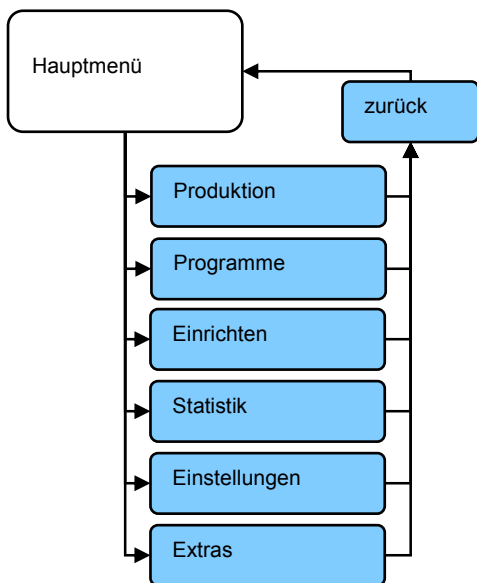 Hauptmenü
zurück
Produktion
Programme
Einrichten
Statistik
Einstellungen
Extras